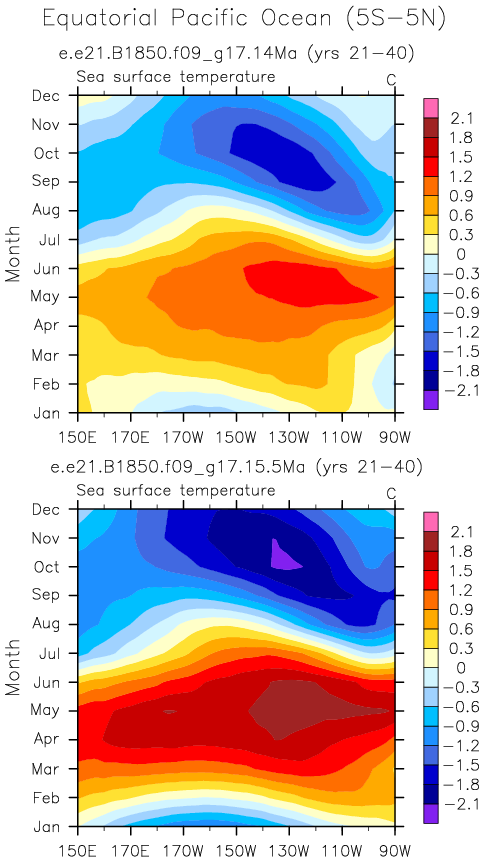 Equatorial Pacific Ocean (5S-5N)
e.e21.B1850.f09_g17.14Ma (yrs 21-40)
Sea surface temperature C
Dec
Nov
Oct
Sep
Aug
Jul
Jun
May
Apr
Mar
Feb
Jan
Month
150E 170E 170W 150W 130W 110W 90W
2.1
1.8
1.5
1.2
0.9
0.6
0.3
0
-0.3
-0.6
-0.9
-1.2
-1.5
-1.8
-2.1
e.e21.B1850.f09_g17.15.5Ma (yrs 21-40)
Sea surface temperature C
Dec
Nov
Oct
Sep
Aug
Jul
Jun
May
Apr
Mar
Feb
Jan
Month
150E 170E 170W 150W 130W 110W 90W
2.1
1.8
1.5
1.2
0.9
0.6
0.3
0
-0.3
-0.6
-0.9
-1.2
-1.5
-1.8
-2.1